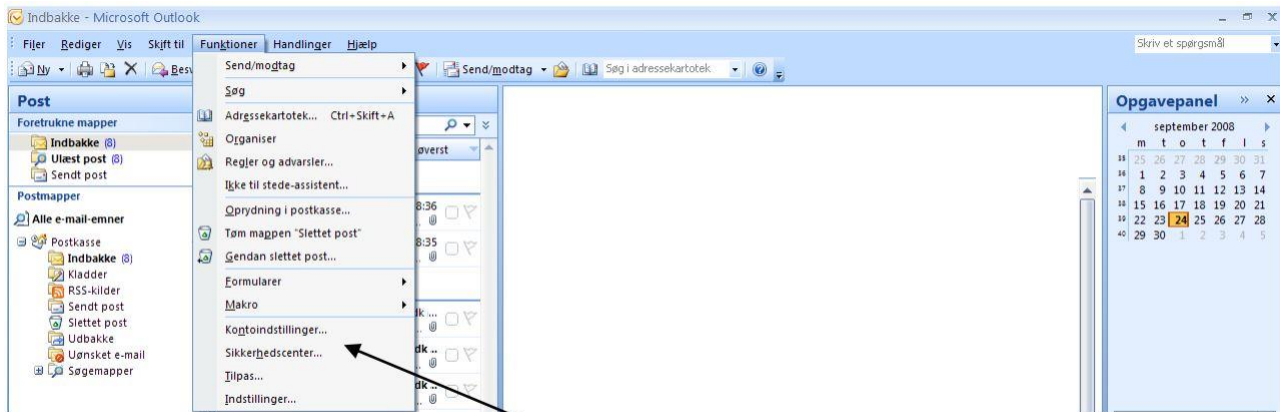 Indbakke - Microsoft Outlook
Filer Rediger Vis Skift til Funktioner Handlinger Hjælp Skriv et spørgsmål
Ny Send/modtag Søg i adressekartotek
Post
Foretrukne mapper
Indbakke (8)
Ulæst post (8)
Sendt post
Postmapper
Alle e-mail-emner
Postkasse
Indbakke (8)
Kladder
RSS-kilder
Sendt post
Slettet post
Udbakke
Uønsket e-mail
Søgemapper
Send/modtag
Søg
Adressekartotek... Ctrl+Skift+A
Organiser
Regler og advarsler...
Ikke til stede-assistent...
Oprydning i postkasse...
Tøm mappen "Slettet post"
Gendan slettet post...
Formularer
Makro
Kontoindstillinger...
Sikkerhedscenter...
Tilpas...
Indstillinger...
øverst
8:36
8:35
dk ..
dk ..
Opgavepanel
september 2008
m t o t f l s
25 26 27 28 29 30 31
36 1 2 3 4 5 6 7
37 8 9 10 11 12 13 14
38 15 16 17 18 19 20 21
39 22 23 24 25 26 27 28
40 29 30 1 2 3 4 5